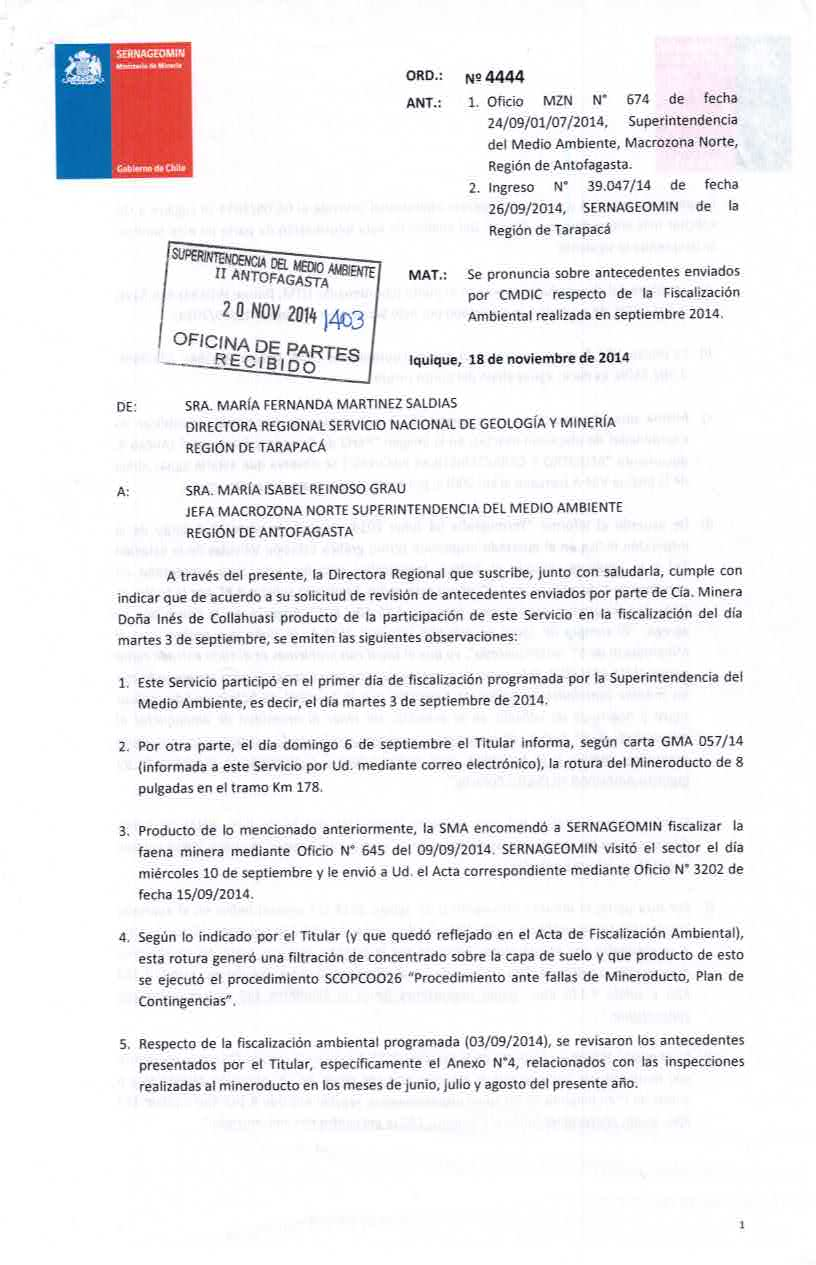 SERNAGEOMIN
Ministerio de Minería
Gobierno de Chile
ORD.: Nº 4444
ANT.: 1. Oficio MZN N° 674 de fecha
24/09/01/07/2014, Superintendencia
del Medio Ambiente, Macrozona Norte,
Región de Antofagasta.
2. Ingreso N° 39.047/14 de fecha
26/09/2014, SERNAGEOMIN de la
Región de Tarapacá
SUPERINTENDENCIA DEL MEDIO AMBIENTE
II ANTOFAGASTA
20 NOV 2014 1403
OFICINA DE PARTES
RECIBIDO
MAT.: Se pronuncia sobre antecedentes enviados
por CMDIC respecto de la Fiscalización
Ambiental realizada en septiembre 2014.
Iquique, 18 de noviembre de 2014
DE: SRA. MARÍA FERNANDA MARTINEZ SALDIAS
DIRECTORA REGIONAL SERVICIO NACIONAL DE GEOLOGÍA Y MINERÍA
REGIÓN DE TARAPACÁ
A: SRA. MARÍA ISABEL REINOSO GRAU
JEFA MACROZONA NORTE SUPERINTENDENCIA DEL MEDIO AMBIENTE
REGIÓN DE ANTOFAGASTA
A través del presente, la Directora Regional que suscribe, junto con saludarla, cumple con
indicar que de acuerdo a su solicitud de revisión de antecedentes enviados por parte de Cía. Minera
Doña Inés de Collahuasi producto de la participación de este Servicio en la fiscalización del día
martes 3 de septiembre, se emiten las siguientes observaciones:
1. Este Servicio participó en el primer día de fiscalización programada por la Superintendencia del
Medio Ambiente, es decir, el día martes 3 de septiembre de 2014.
2. Por otra parte, el día domingo 6 de septiembre el Titular informa, según carta GMA 057/14
(informada a este Servicio por Ud. mediante correo electrónico), la rotura del Mineroducto de 8
pulgadas en el tramo Km 178.
3. Producto de lo mencionado anteriormente, la SMA encomendó a SERNAGEOMIN fiscalizar la
faena minera mediante Oficio N° 645 del 09/09/2014. SERNAGEOMIN visitó el sector el día
miércoles 10 de septiembre y le envió a Ud. el Acta correspondiente mediante Oficio N° 3202 de
fecha 15/09/2014.
4. Según lo indicado por el Titular (y que quedó reflejado en el Acta de Fiscalización Ambiental),
esta rotura generó una filtración de concentrado sobre la capa de suelo y que producto de esto
se ejecutó el procedimiento SCOPCOO26 “Procedimiento ante fallas de Mineroducto, Plan de
Contingencias”.
5. Respecto de la fiscalización ambiental programada (03/09/2014), se revisaron los antecedentes
presentados por el Titular, específicamente el Anexo N°4, relacionados con las inspecciones
realizadas al mineroducto en los meses de junio, julio y agosto del presente año.
1